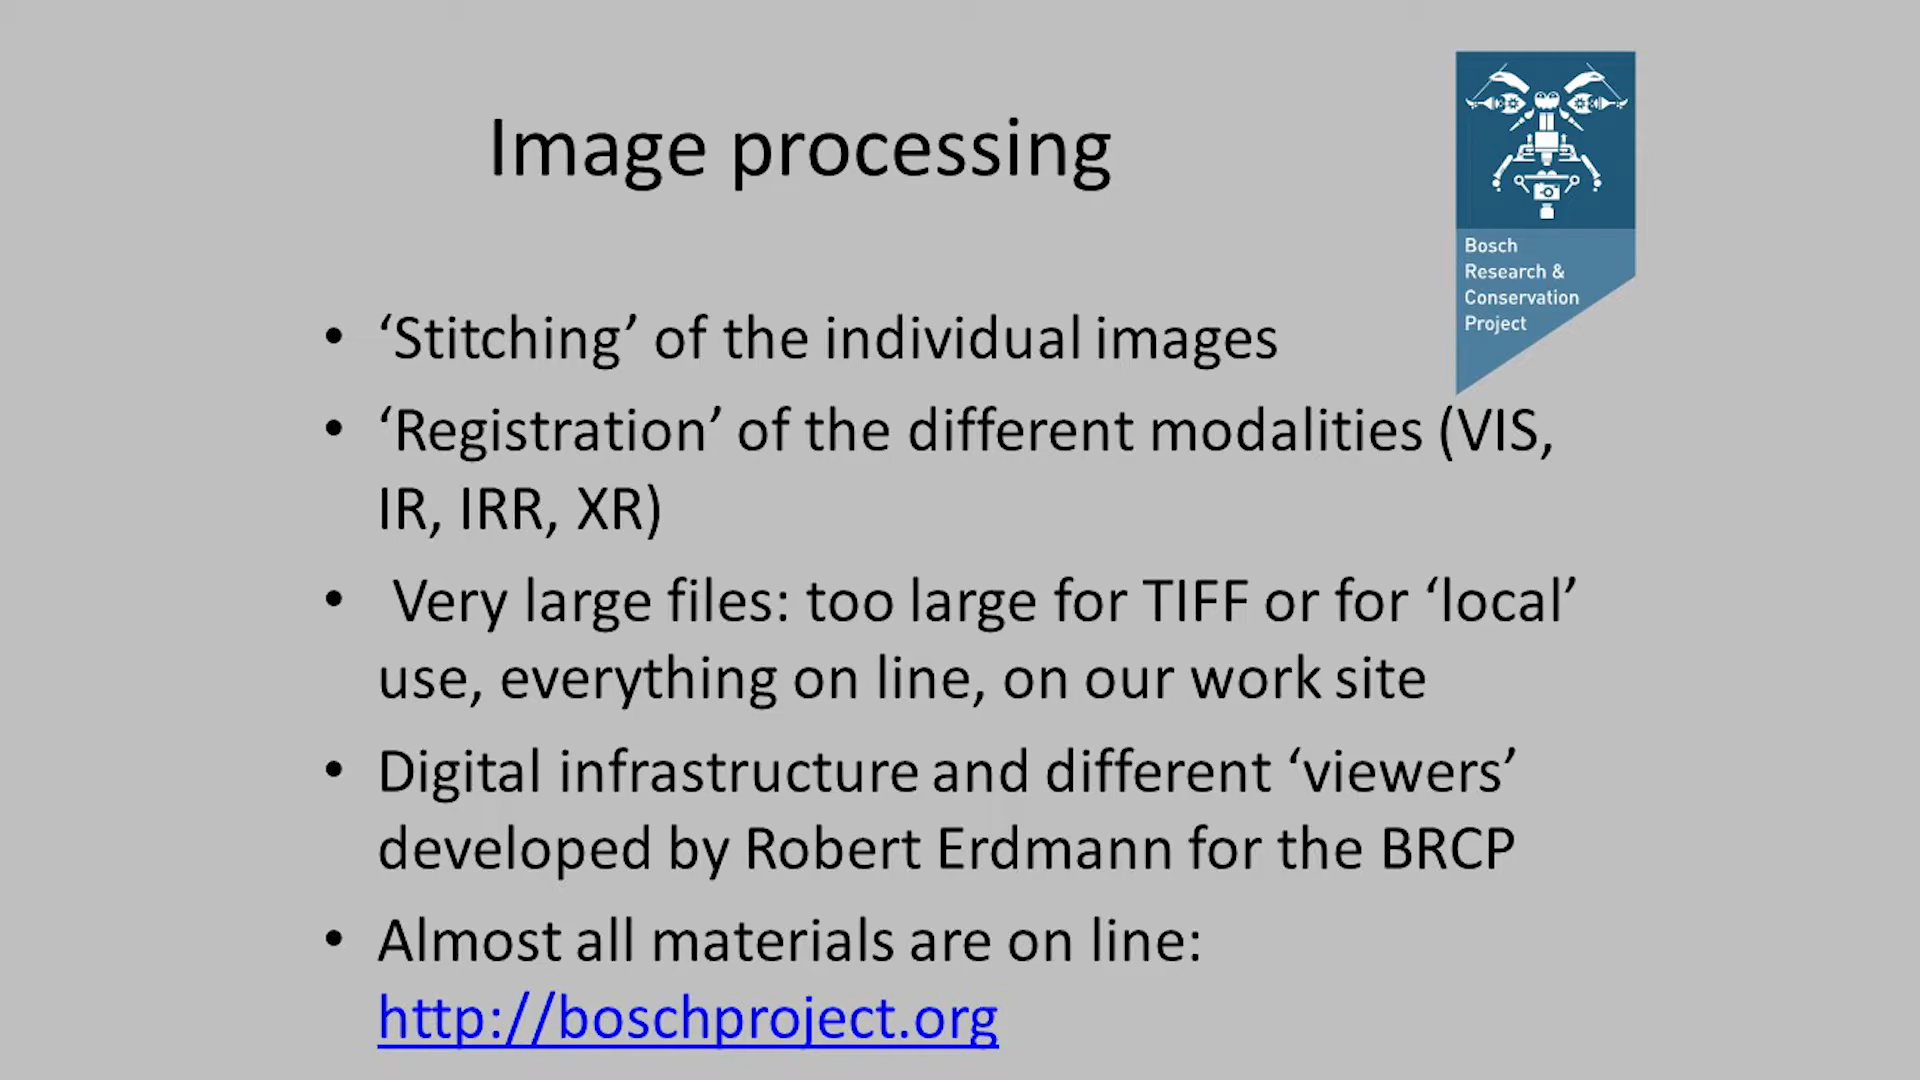 Image processing
Bosch
Research &
Conservation
Project
• ‘Stitching’ of the individual images
• ‘Registration’ of the different modalities (VIS,
IR, IRR, XR)
• Very large files: too large for TIFF or for ‘local’
use, everything on line, on our work site
• Digital infrastructure and different ‘viewers’
developed by Robert Erdmann for the BRCP
• Almost all materials are on line:
http://boschproject.org